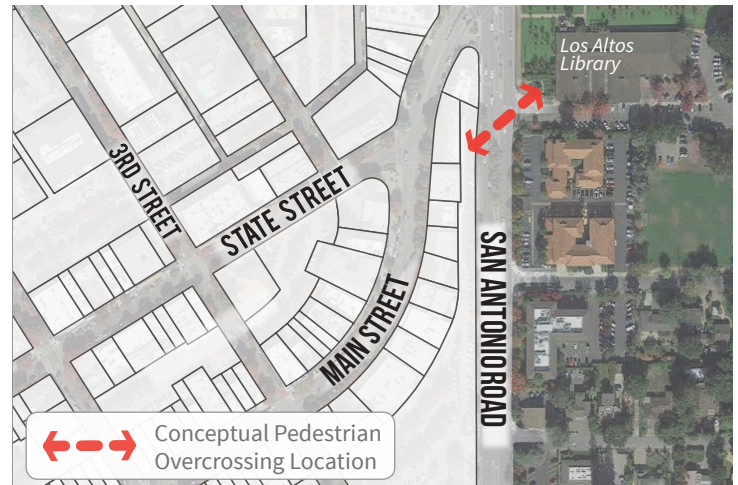 Los Altos
Library
3RD STREET
STATE STREET
MAIN STREET
SAN ANTONIO ROAD
Conceptual Pedestrian
Overcrossing Location